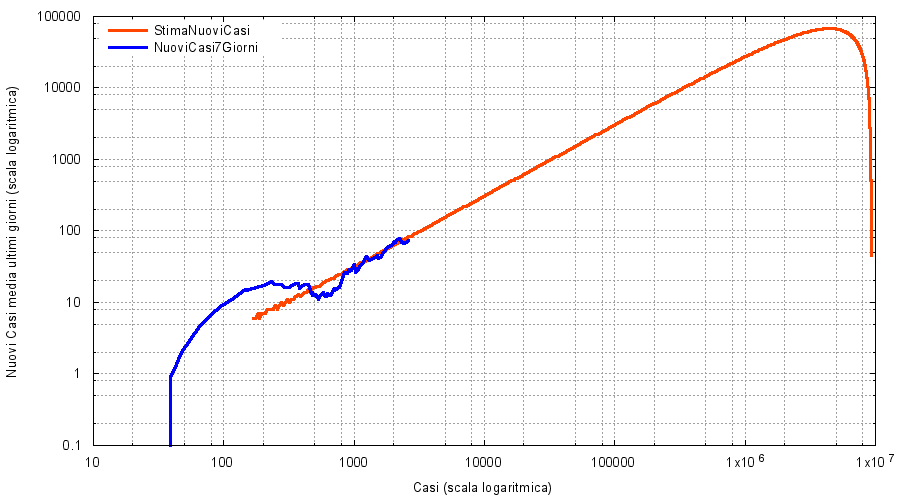 100000
10000
1000
100
10
1
0.1
StimaNuoviCasi
NuoviCasi7Giorni
Nuovi Casi media ultimi giorni (scala logaritmica)
10 100 1000 10000 100000 1x10^6 1x10^7
Casi (scala logaritmica)